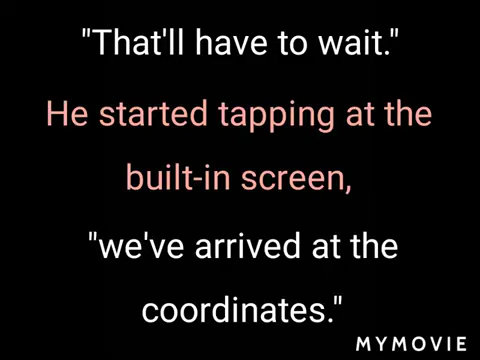 "That'll have to wait."
He started tapping at the
built-in screen,
"we've arrived at the
coordinates."
MYMOVIE